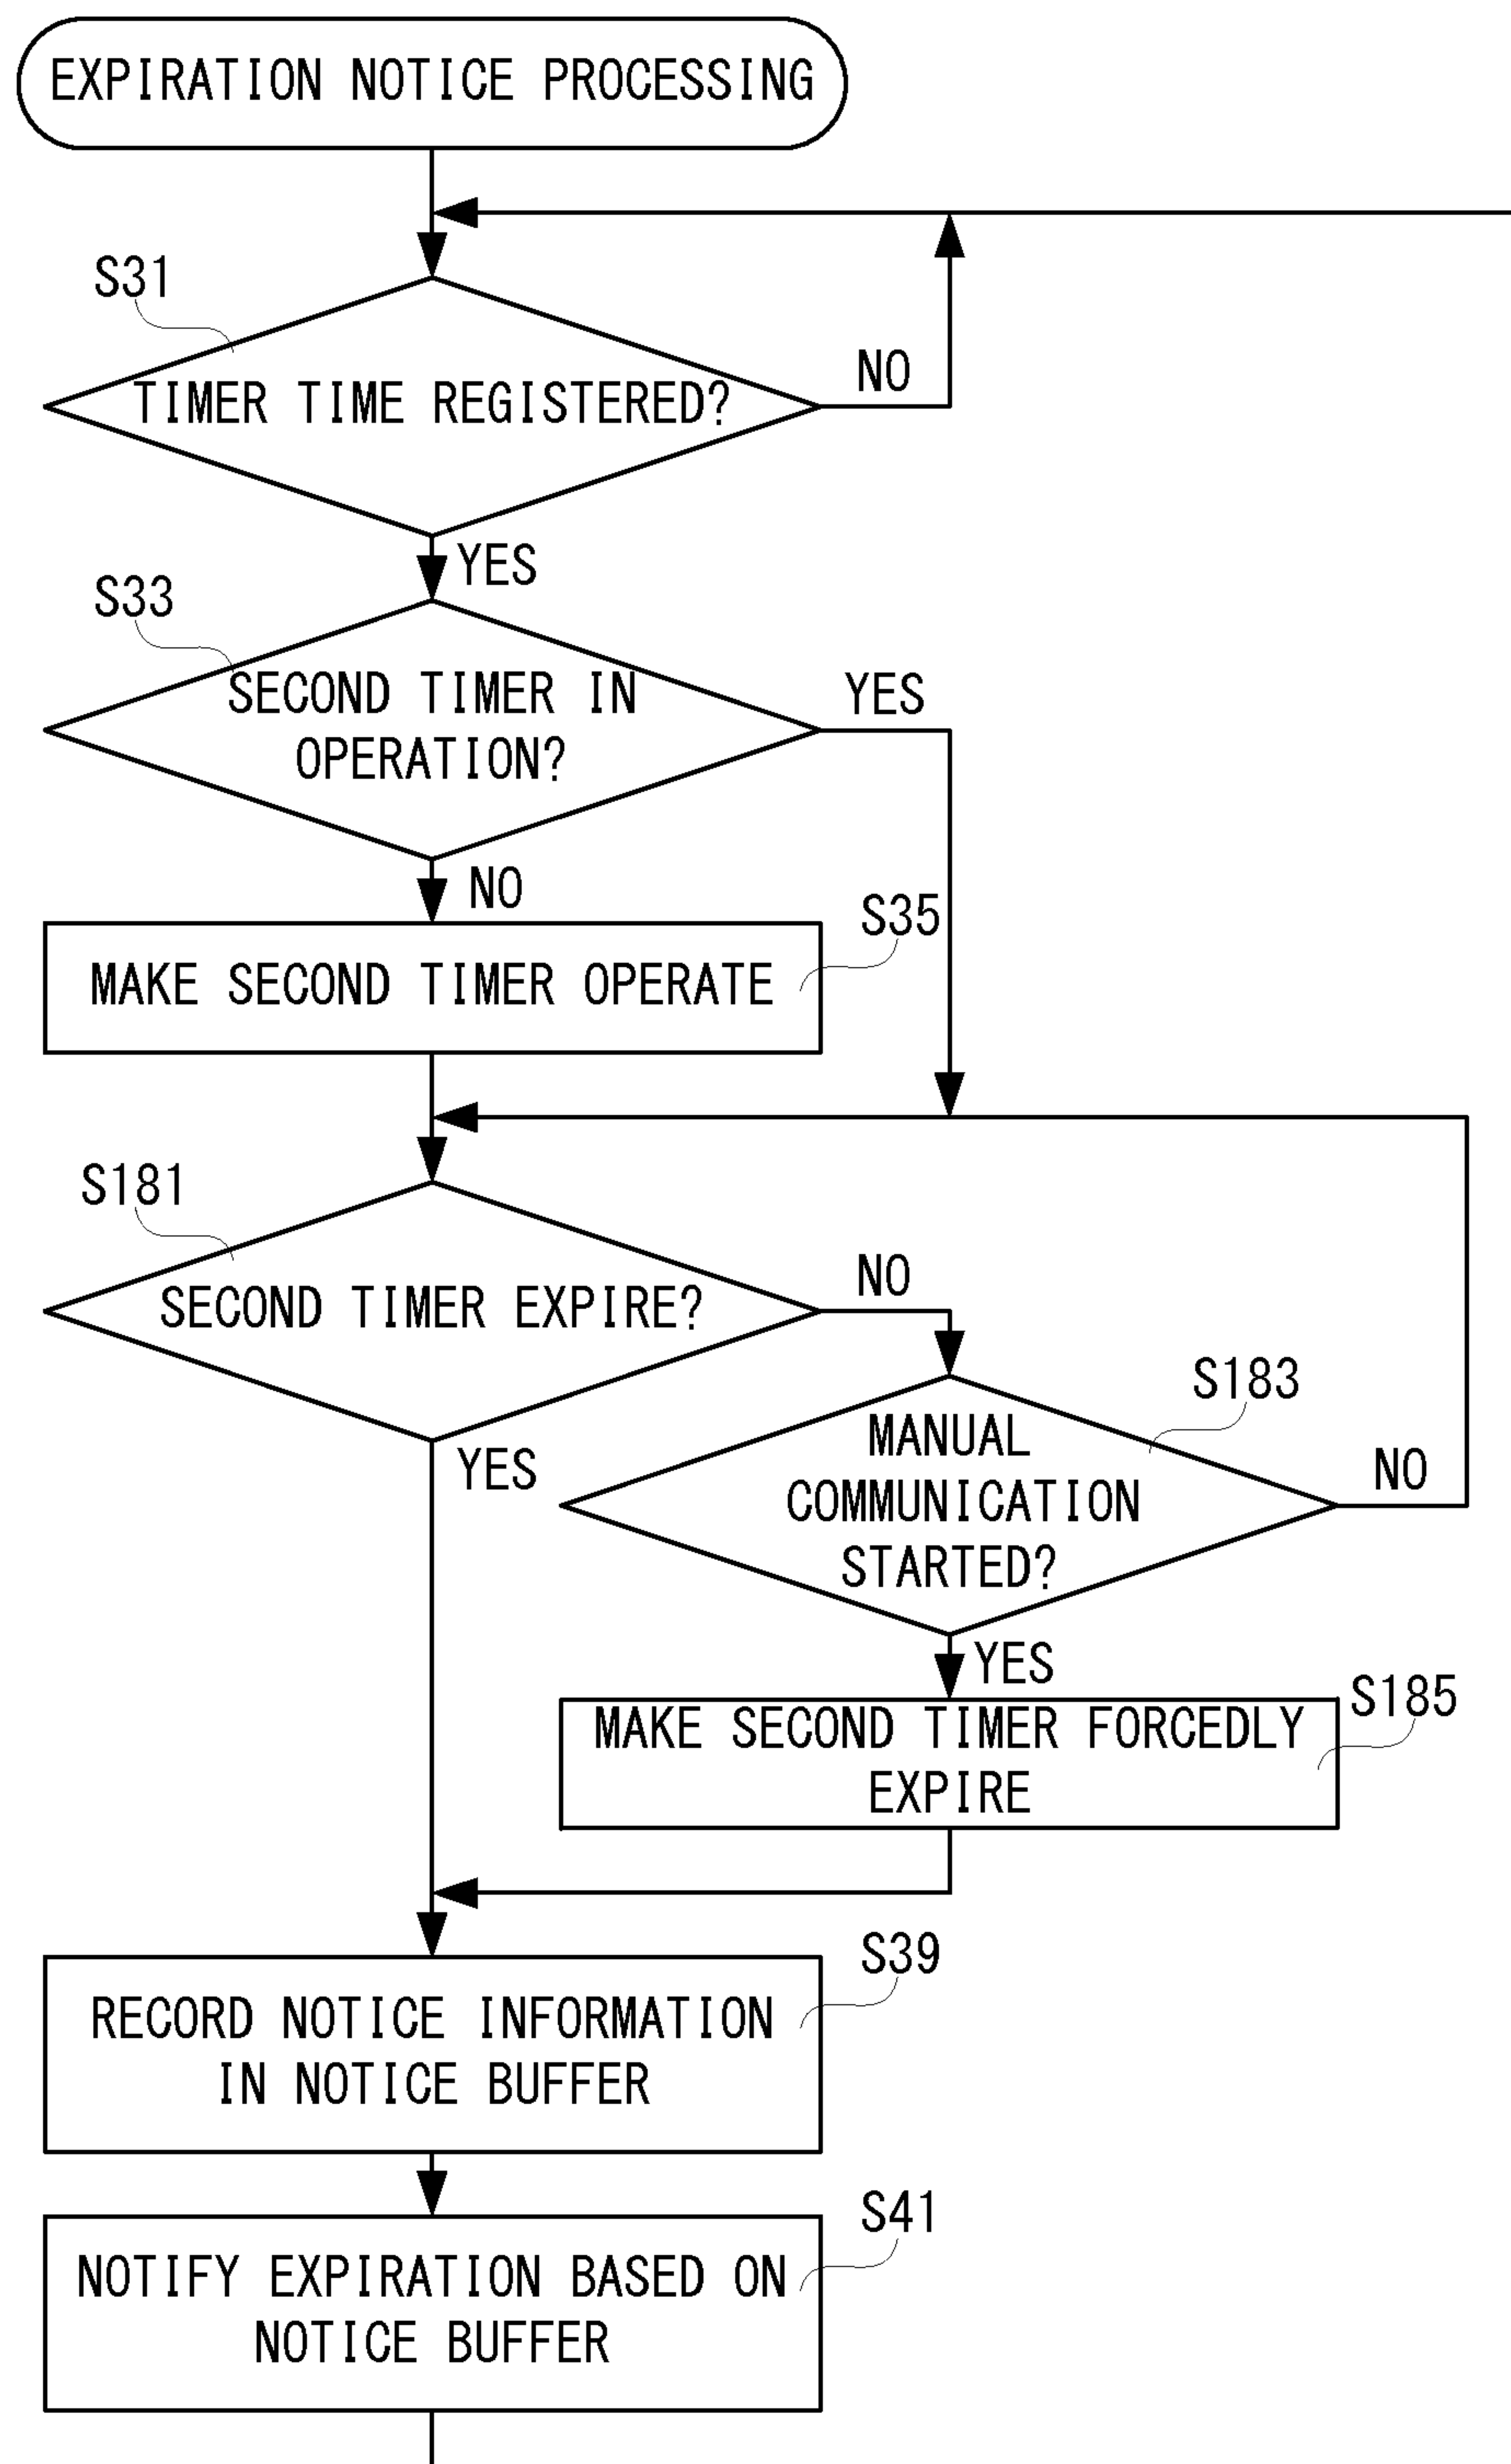 EXPIRATION NOTICE PROCESSING
S31
TIMER TIME REGISTERED?
NO
YES
S33
SECOND TIMER IN
OPERATION?
YES
NO
S35
MAKE SECOND TIMER OPERATE
S181
SECOND TIMER EXPIRE?
NO
YES
S183
MANUAL
COMMUNICATION
STARTED?
NO
YES
S185
MAKE SECOND TIMER FORCEDLY
EXPIRE
S39
RECORD NOTICE INFORMATION
IN NOTICE BUFFER
S41
NOTIFY EXPIRATION BASED ON
NOTICE BUFFER